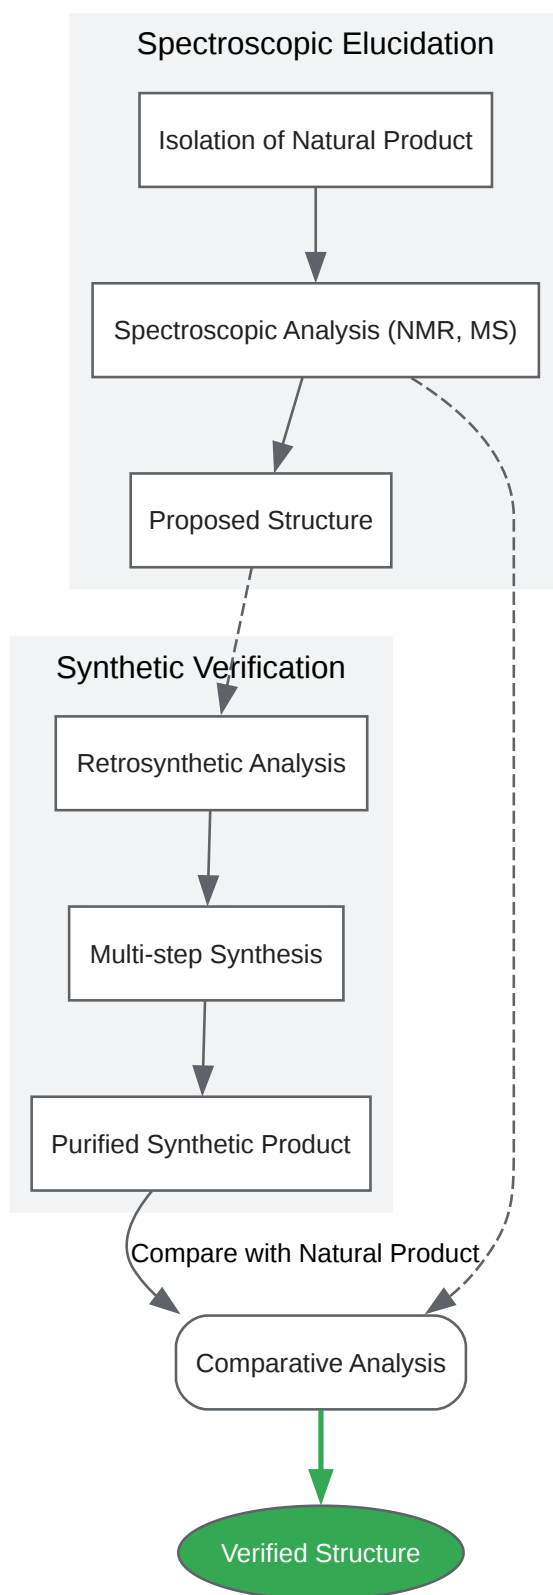 Spectroscopic Elucidation
Isolation of Natural Product
Spectroscopic Analysis (NMR, MS)
Proposed Structure
Synthetic Verification
Retrosynthetic Analysis
Multi-step Synthesis
Purified Synthetic Product
Compare with Natural Product
Comparative Analysis
Verified Structure